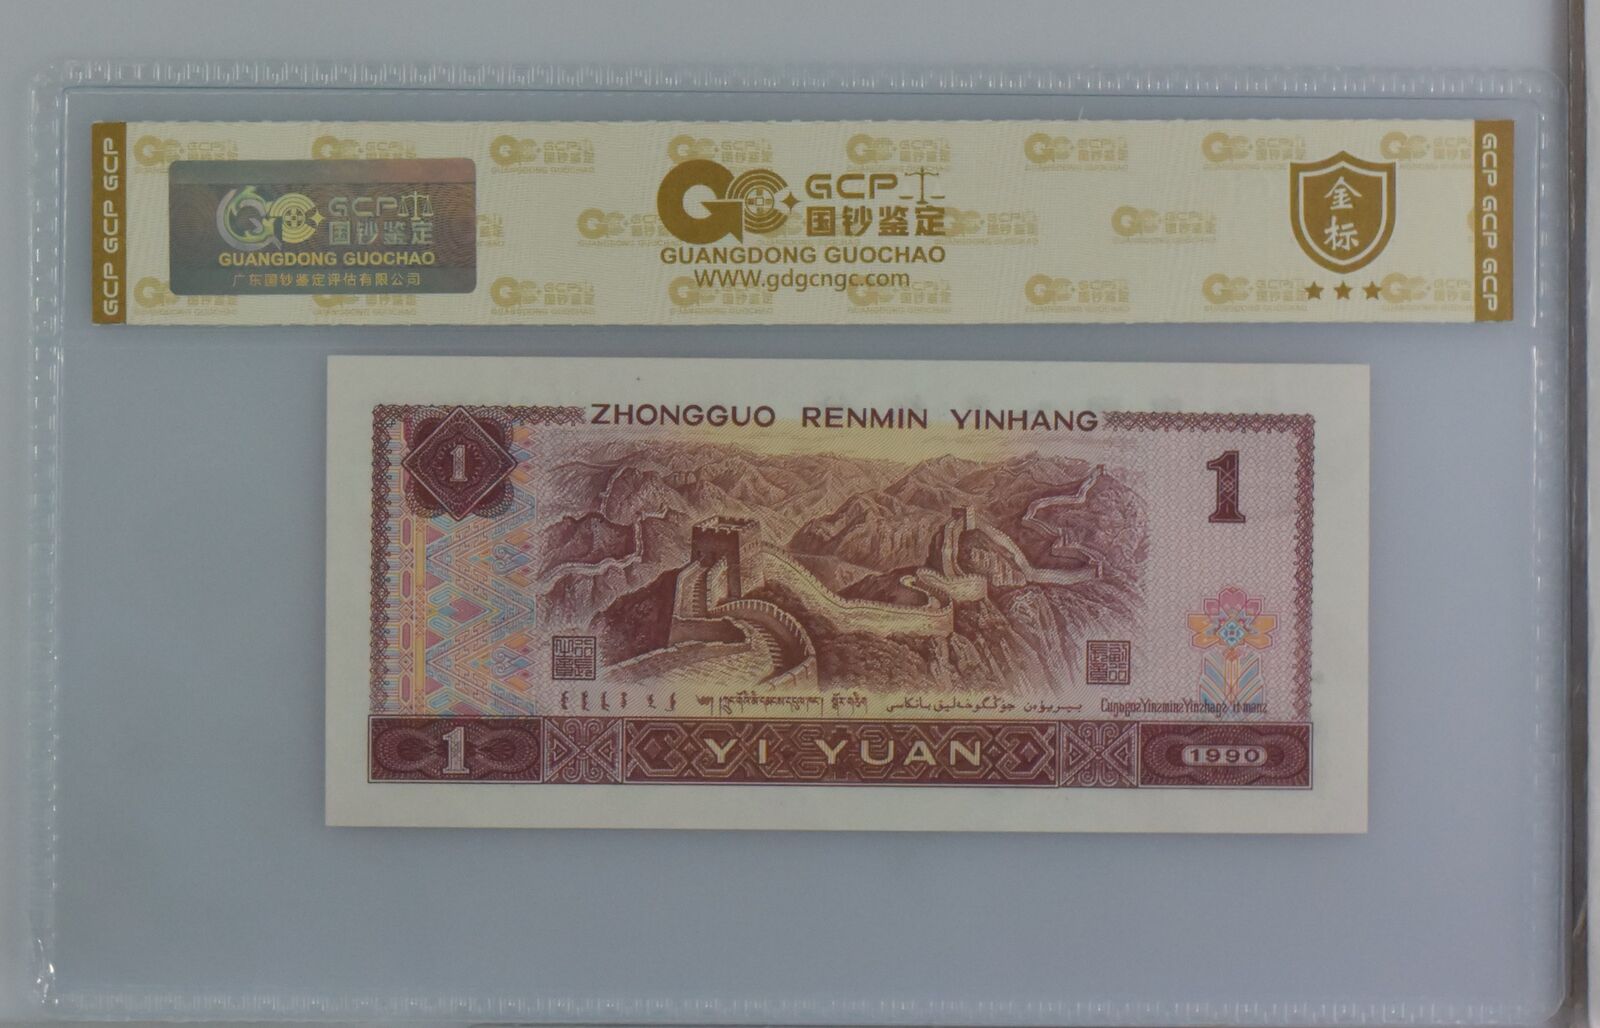 GCP GCP GCP
GCP 国钞鉴定
GUANGDONG GUOCHAO
广东国钞鉴定评估有限公司
GCP
国钞鉴定
GUANGDONG GUOCHAO
WWW.gdgcngc.com
金标
GCP GCP GCP
ZHONGGUO RENMIN YINHANG
1
1
1
YI YUAN
1990